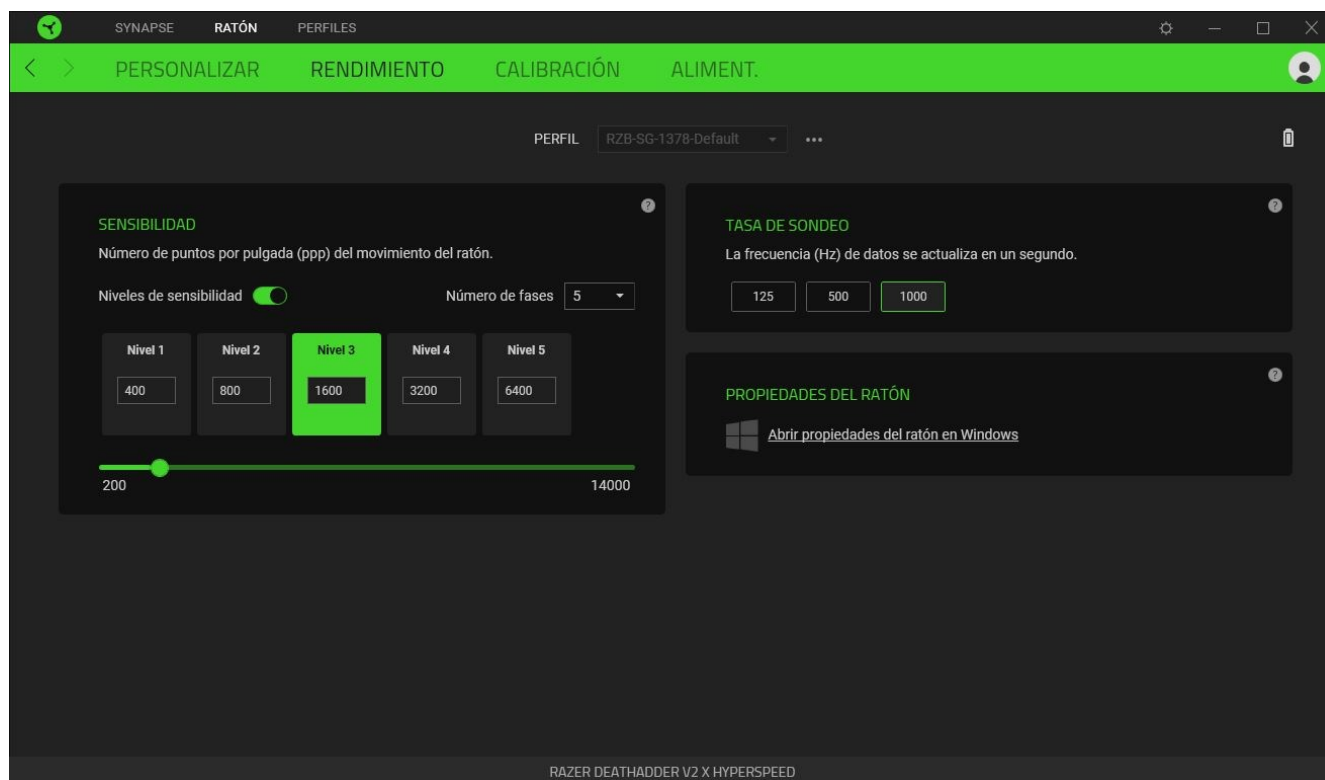 SYNAPSE RATÓN PERFILES
PERSONALIZAR RENDIMIENTO CALIBRACIÓN ALIMENT.
PERFIL RZB-SG-1378-Default
SENSIBILIDAD
Número de puntos por pulgada (ppp) del movimiento del ratón.
Niveles de sensibilidad Número de fases 5
Nivel 1 Nivel 2 Nivel 3 Nivel 4 Nivel 5
400 800 1600 3200 6400
200 14000
TASA DE SONDEO
La frecuencia (Hz) de datos se actualiza en un segundo.
125 500 1000
PROPIEDADES DEL RATÓN
Abrir propiedades del ratón en Windows
RAZER DEATHADDER V2 X HYPERSPEED